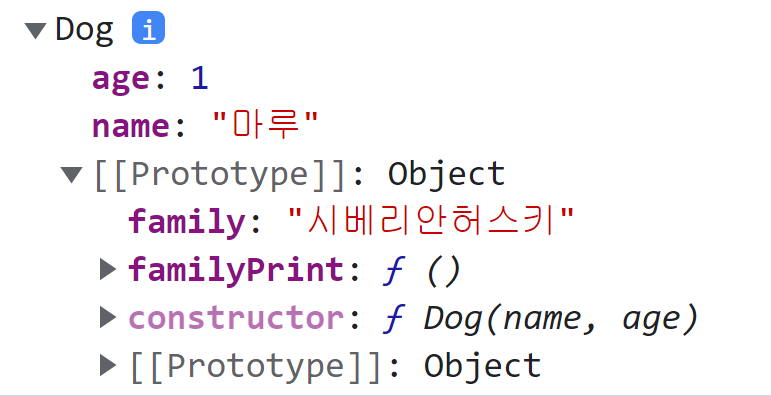 ▼ Dog i
age: 1
name: "마루"
▼ [[Prototype]]: Object
family: "시베리안허스키"
▶ familyPrint: ƒ ()
▶ constructor: ƒ Dog(name, age)
▶ [[Prototype]]: Object